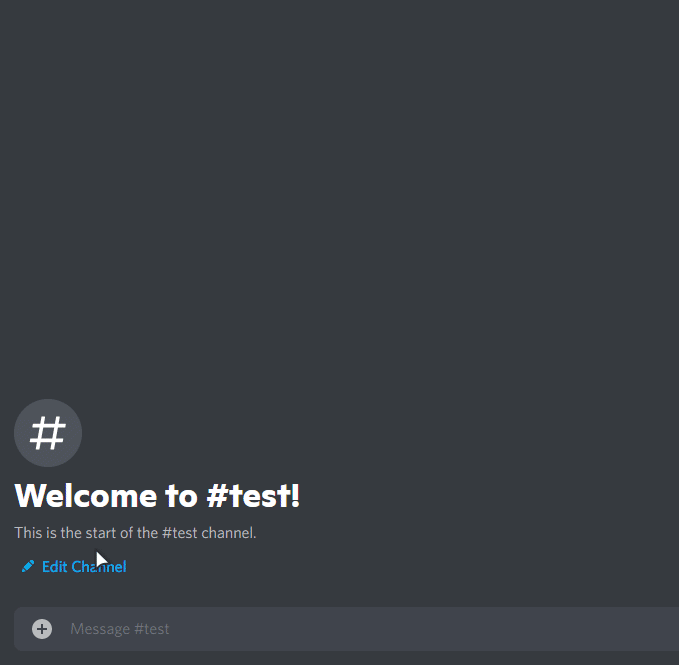 #
Welcome to #test!
This is the start of the #test channel.
Edit Channel
Message #test